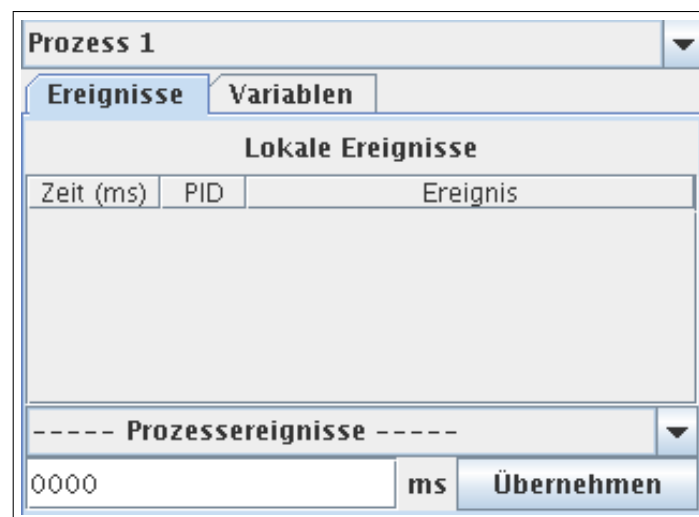 Prozess 1
Ereignisse Variablen
Lokale Ereignisse
Zeit (ms) PID Ereignis
----- Prozessereignisse -----
0000 ms Übernehmen